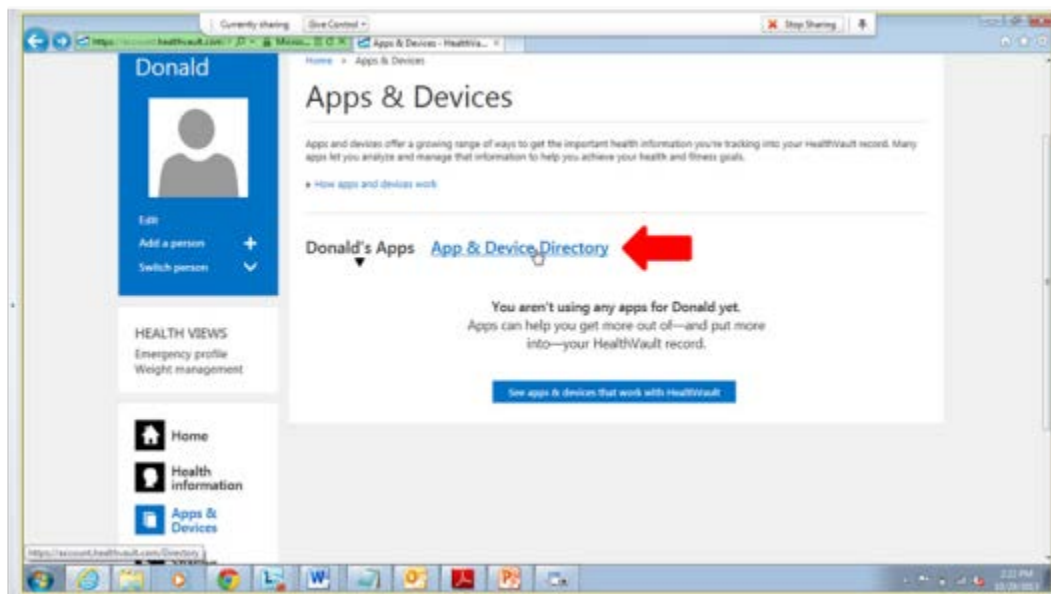 Currently sharing
Give Control
Stop Sharing
Apps & Devices - HealthVa...
Donald
Edit
Add a person
Switch person
HEALTH VIEWS
Emergency profile
Weight management
Home
Health
information
Apps &
Devices
https://account.healthvault.com/Directory
Home > Apps & Devices
Apps & Devices
Apps and devices offer a growing range of ways to get the important health information you're tracking into your HealthVault record. Many
apps let you analyze and manage that information to help you achieve your health and fitness goals.
How apps and devices work
Donald's Apps App & Device Directory
You aren't using any apps for Donald yet.
Apps can help you get more out of—and put more
into—your HealthVault record.
See apps & devices that work with HealthVault